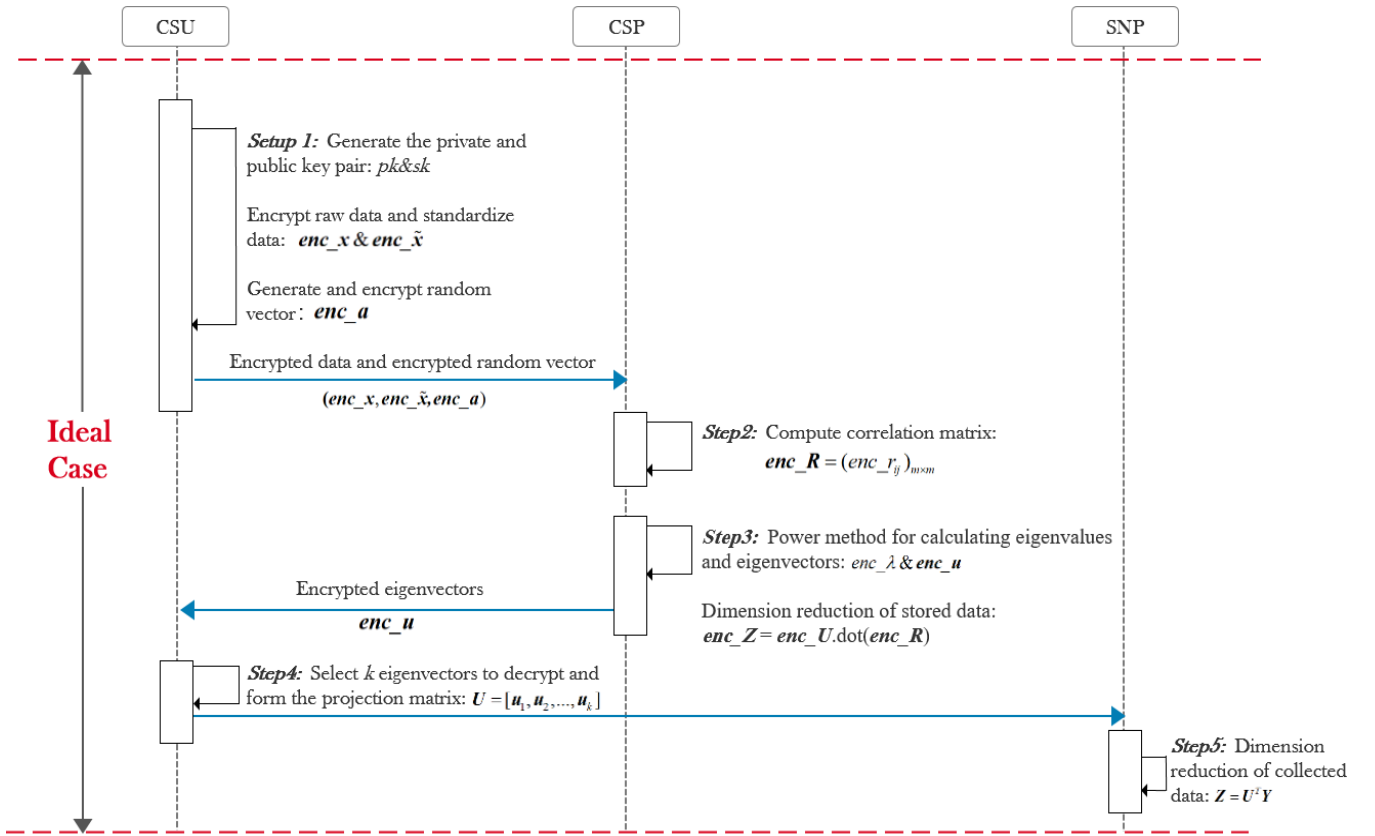 CSU
CSP
SNP
Setup 1: Generate the private and
public key pair: pk&sk
Encrypt raw data and standardize
data: enc_x & enc_x̃
Generate and encrypt random
vector: enc_a
Encrypted data and encrypted random vector
(enc_x,enc_x̃,enc_a)
Ideal
Case
Step2: Compute correlation matrix:
enc_R = (enc_r_ij)_m×m
Step3: Power method for calculating eigenvalues
and eigenvectors: enc_λ & enc_u
Encrypted eigenvectors
enc_u
Dimension reduction of stored data:
enc_Z = enc_U.dot(enc_R)
Step4: Select k eigenvectors to decrypt and
form the projection matrix: U = [u₁,u₂,...,uₖ]
Step5: Dimension
reduction of collected
data: Z = UᵀY